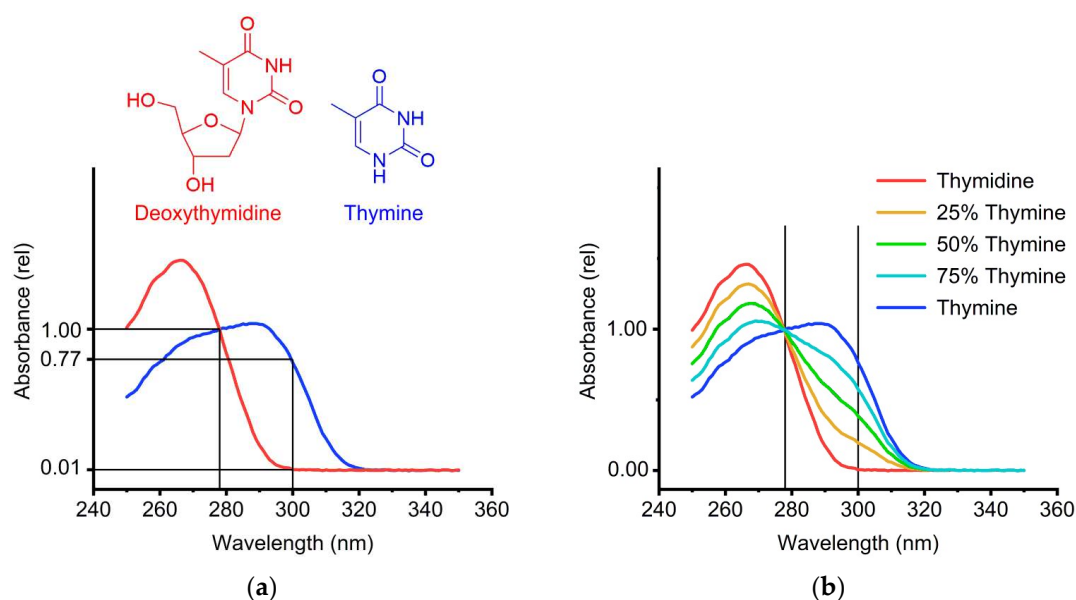 O
NH
N
O
HO
O
OH
Deoxythymidine
O
NH
N
H
O
Thymine
Absorbance (rel)
1.00
0.77
0.01
240
260
280
300
320
340
360
Wavelength (nm)
(a)
Thymidine
25% Thymine
50% Thymine
75% Thymine
Thymine
Absorbance (rel)
1.00
0.00
240
260
280
300
320
340
360
Wavelength (nm)
(b)